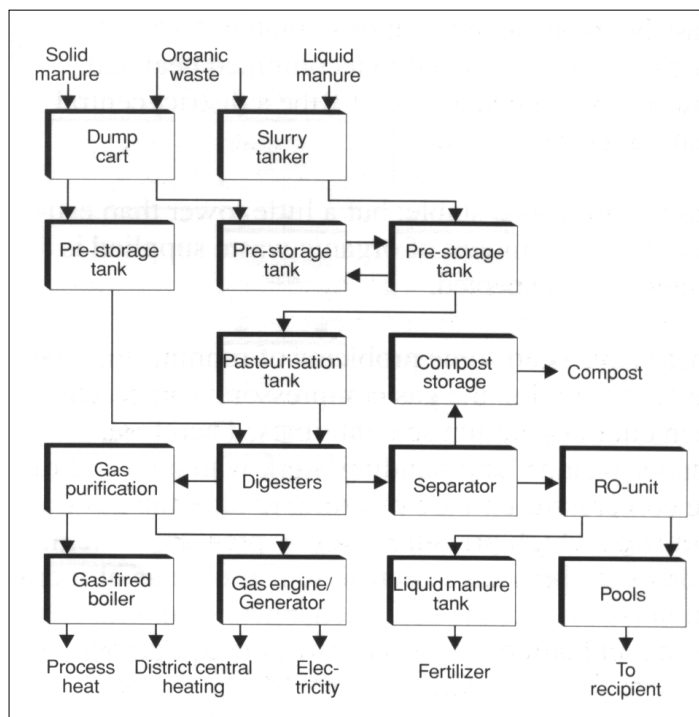 Solid
manure
Organic
waste
Liquid
manure
Dump
cart
Slurry
tanker
Pre-storage
tank
Pre-storage
tank
Pre-storage
tank
Pasteurisation
tank
Compost
storage
Compost
Gas
purification
Digesters
Separator
RO-unit
Gas-fired
boiler
Gas engine/
Generator
Liquid manure
tank
Pools
Process
heat
District central
heating
Elec-
tricity
Fertilizer
To
recipient